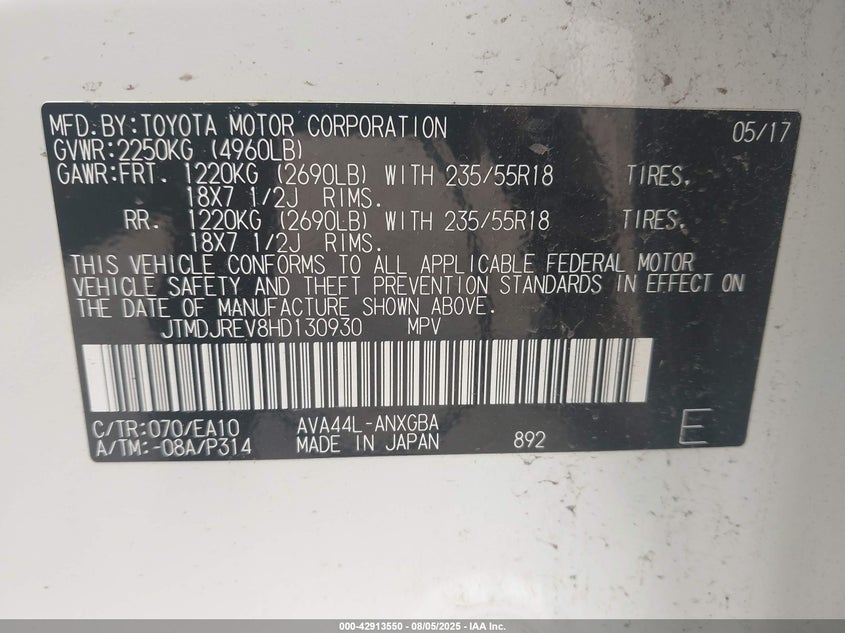 MFD.BY:TOYOTA MOTOR CORPORATION 05/17
GVWR:2250KG (4960LB)
GAWR:FRT. 1220KG (2690LB) WITH 235/55R18 TIRES,
18X7 1/2J RIMS.
RR. 1220KG (2690LB) WITH 235/55R18 TIRES,
18X7 1/2J RIMS.
THIS VEHICLE CONFORMS TO ALL APPLICABLE FEDERAL MOTOR
VEHICLE SAFETY AND THEFT PREVENTION STANDARDS IN EFFECT ON
THE DATE OF MANUFACTURE SHOWN ABOVE.
JTMDJREV8HD130930 MPV
C/TR:070/EA10 AVA44L-ANXGBA
A/TM:-08A/P314 MADE IN JAPAN 892 E
000-42913550 - 08/05/2025 - IAA Inc.